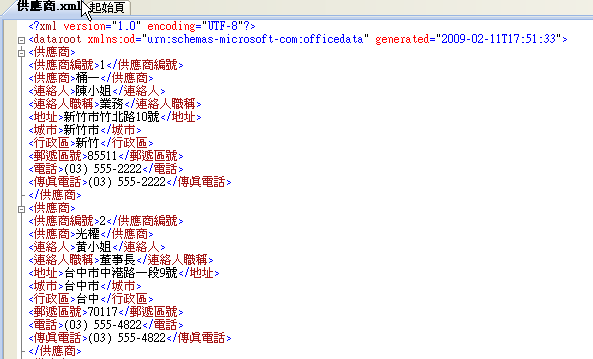 供應商.xml 起始頁
<?xml version="1.0" encoding="UTF-8"?>
<dataroot xmlns:od="urn:schemas-microsoft-com:officedata" generated="2009-02-11T17:51:33">
<供應商>
<供應商編號>1</供應商編號>
<供應商>桶一</供應商>
<連絡人>陳小姐</連絡人>
<連絡人職稱>業務</連絡人職稱>
<地址>新竹市竹北路10號</地址>
<城市>新竹市</城市>
<行政區>新竹</行政區>
<郵遞區號>85511</郵遞區號>
<電話>(03) 555-2222</電話>
<傳真電話>(03) 555-2222</傳真電話>
</供應商>
<供應商>
<供應商編號>2</供應商編號>
<供應商>光櫂</供應商>
<連絡人>黃小姐</連絡人>
<連絡人職稱>董事長</連絡人職稱>
<地址>台中市中港路一段9號</地址>
<城市>台中市</城市>
<行政區>台中</行政區>
<郵遞區號>70117</郵遞區號>
<電話>(03) 555-4822</電話>
<傳真電話>(03) 555-4822</傳真電話>
</供應商>